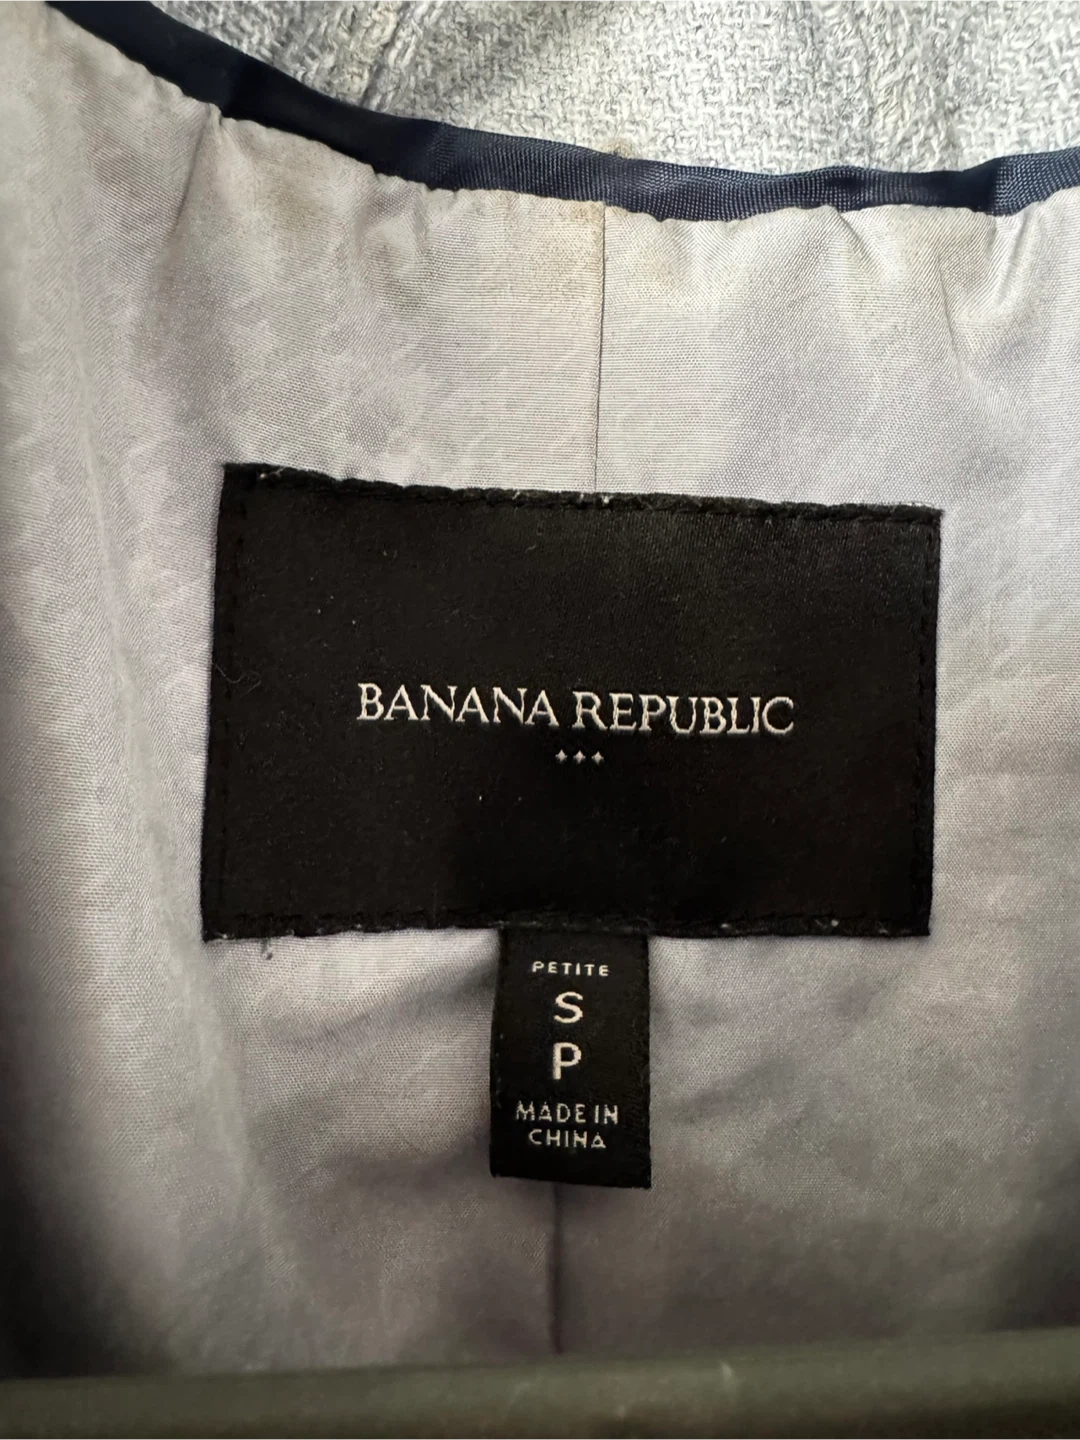 BANANA REPUBLIC
PETITE
S
P
MADE IN
CHINA